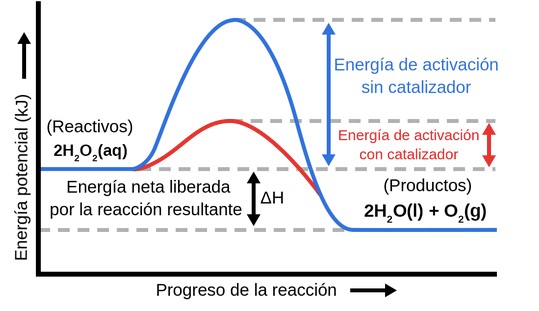 Energía potencial (kJ)
Energía de activación
sin catalizador
(Reactivos)
2H₂O₂(aq)
Energía de activación
con catalizador
Energía neta liberada
por la reacción resultante
ΔH
(Productos)
2H₂O(l) + O₂(g)
Progreso de la reacción